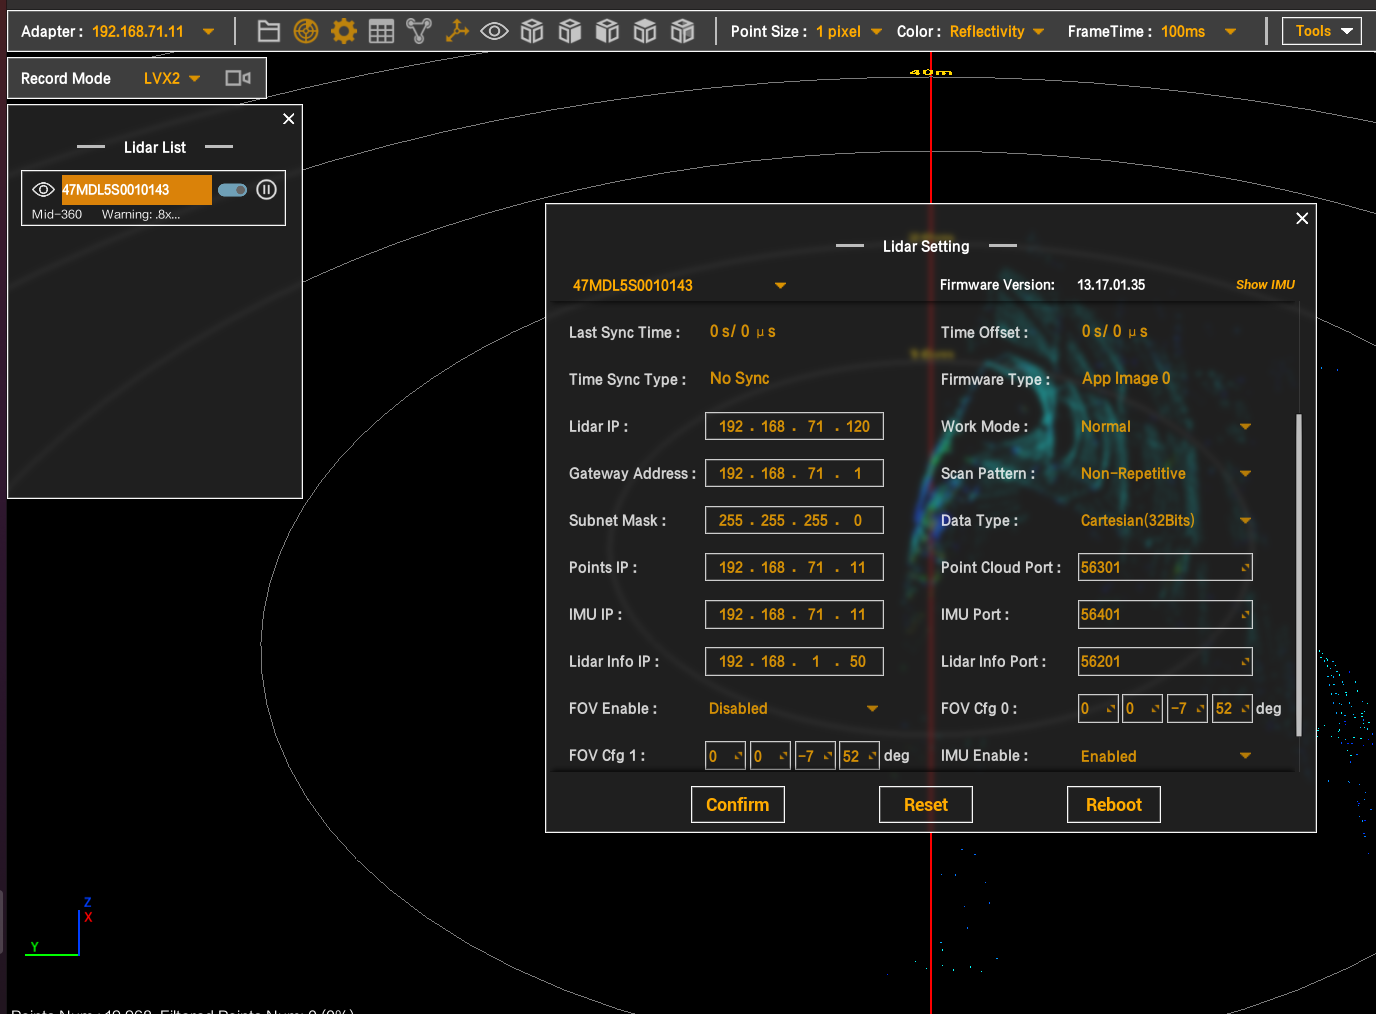 Adapter : 192.168.71.11 Point Size : 1 pixel Color : Reflectivity FrameTime : 100ms Tools
Record Mode LVX2
40m
Lidar List
47MDL5S0010143
Mid-360 Warning: .8x...
Lidar Setting
47MDL5S0010143 Firmware Version: 13.17.01.35 Show IMU
Last Sync Time : 0 s/ 0 μ s Time Offset : 0 s/ 0 μ s
Time Sync Type : No Sync Firmware Type : App Image 0
Lidar IP : 192 . 168 . 71 . 120 Work Mode : Normal
Gateway Address : 192 . 168 . 71 . 1 Scan Pattern : Non-Repetitive
Subnet Mask : 255 . 255 . 255 . 0 Data Type : Cartesian(32Bits)
Points IP : 192 . 168 . 71 . 11 Point Cloud Port : 56301
IMU IP : 192 . 168 . 71 . 11 IMU Port : 56401
Lidar Info IP : 192 . 168 . 1 . 50 Lidar Info Port : 56201
FOV Enable : Disabled FOV Cfg 0 : 0 0 -7 52 deg
FOV Cfg 1 : 0 0 -7 52 deg IMU Enable : Enabled
Confirm Reset Reboot
Z
X
Y